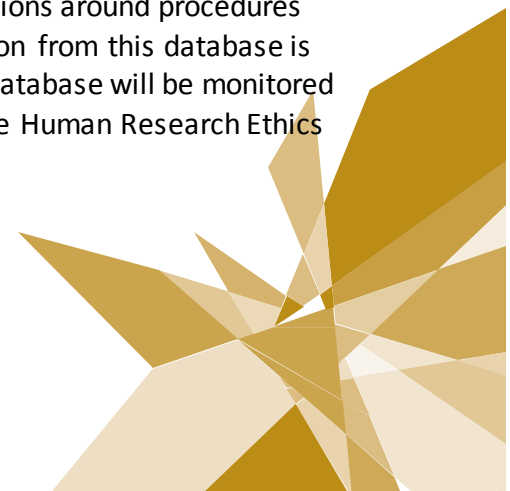 ions around procedures
on from this database is
atabase will be monitored
e Human Research Ethics